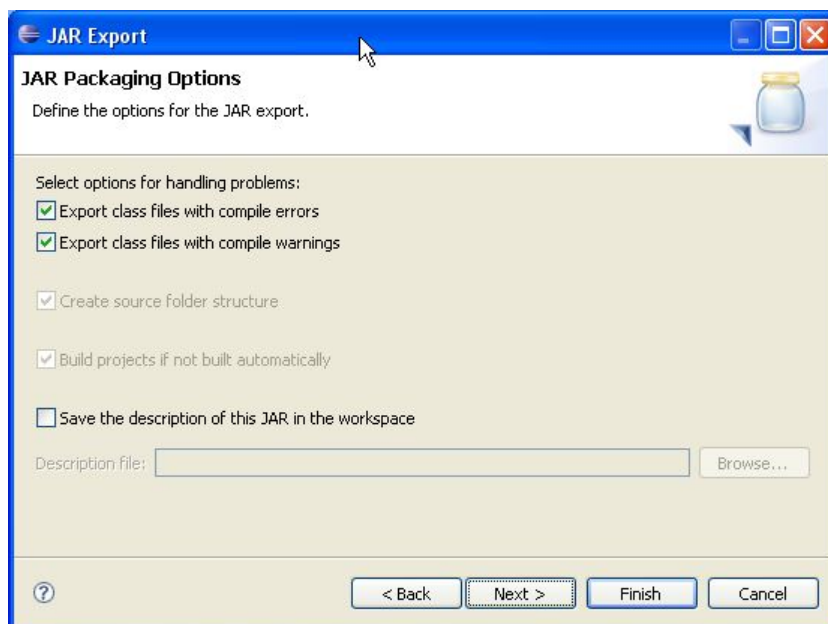 JAR Export
JAR Packaging Options
Define the options for the JAR export.
Select options for handling problems:
Export class files with compile errors
Export class files with compile warnings
Create source folder structure
Build projects if not built automatically
Save the description of this JAR in the workspace
Description file:
Browse...
?
< Back
Next >
Finish
Cancel